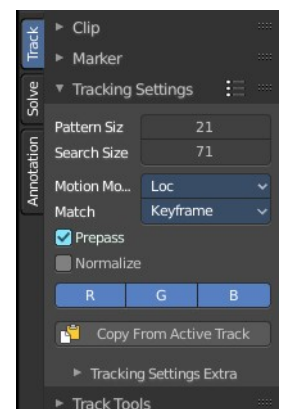 Track
Solve
Annotation
Clip
Marker
Tracking Settings
Pattern Siz 21
Search Size 71
Motion Mo... Loc
Match Keyframe
Prepass
Normalize
R G B
Copy From Active Track
Tracking Settings Extra
Track Tools